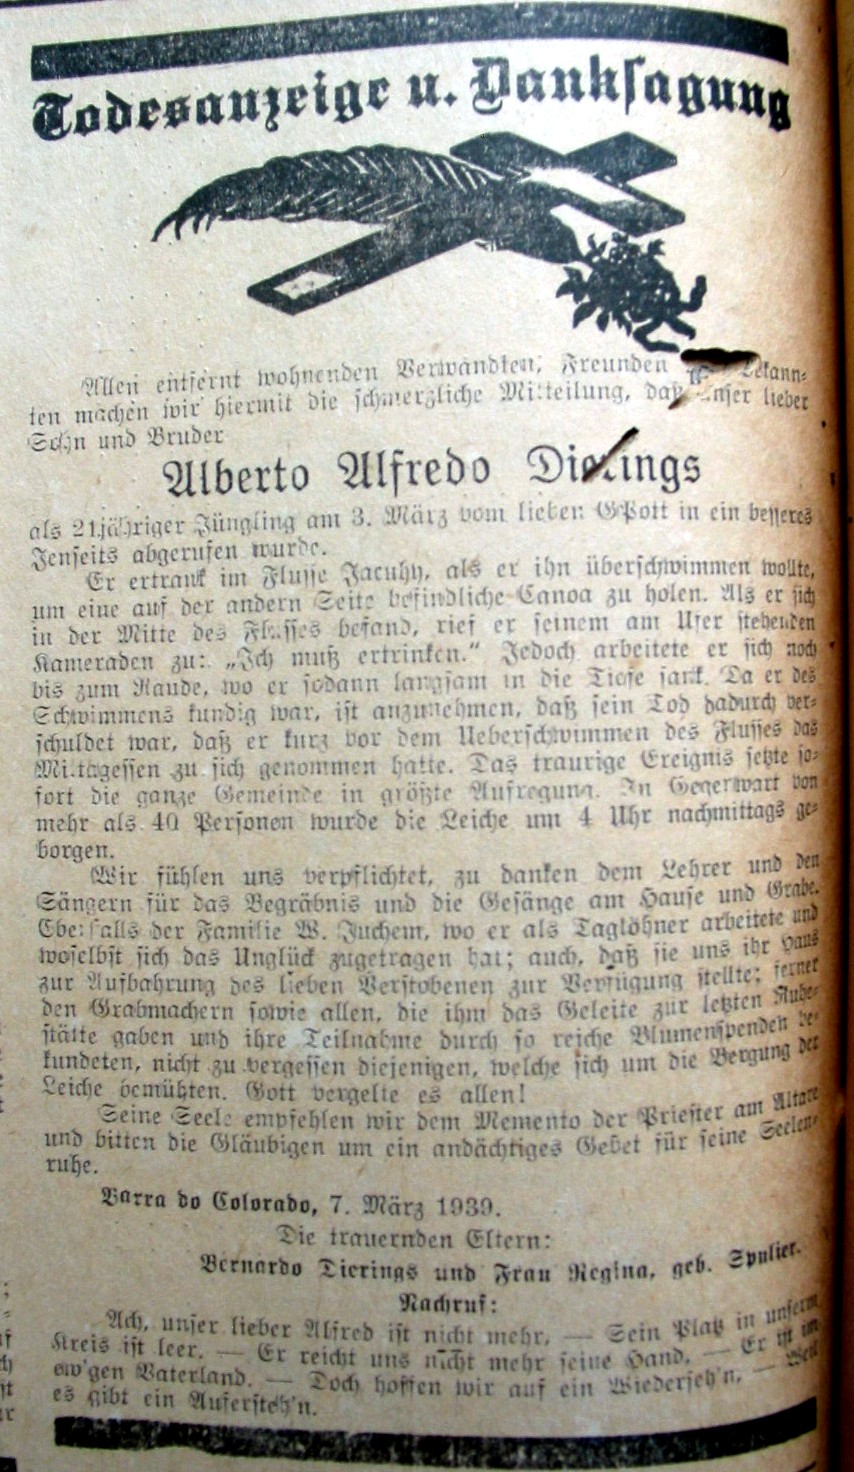 Todesanzeige u. Danksagung
Allen entfernt wohnenden Verwandten, Freunden
ten machen wir hiermit die schmerzliche Mitteilung, daß unser lieber
Sohn und Bruder
Alberto Alfredo Dierings
als 21jähriger Jüngling am 3. März vom lieben Gott in ein besseres
Jenseits abgerufen wurde.
Er ertrank im Flusse Jacuhy, als er ihn überschwimmen wollte,
um eine auf der andern Seite befindliche Canoa zu holen. Als er sich
in der Mitte des Flusses befand, rief er seinem am Ufer stehenden
Kameraden zu: „Ich muß ertrinken.“ Jedoch arbeitete er sich noch
bis zum Rande, wo er sodann langsam in die Tiefe sank. Da er des
Schwimmens kundig war, ist anzunehmen, daß sein Tod dadurch ver-
schuldet war, daß er kurz vor dem Ueberschwimmen des Flusses das
Mittagessen zu sich genommen hatte. Das traurige Ereignis setzte so-
fort die ganze Gemeinde in größte Aufregung. In Gegenwart von
mehr als 40 Personen wurde die Leiche um 4 Uhr nachmittags ge-
borgen.
Wir fühlen uns verpflichtet, zu danken dem Lehrer und den
Sängern für das Begräbnis und die Gesänge am Hause und Grabe.
Ebenfalls der Familie W. Juchem, wo er als Taglöhner arbeitete und
woselbst sich das Unglück zugetragen hat; auch, daß sie uns ihr Haus
zur Aufbahrung des lieben Verstobenen zur Verfügung stellte; ferner
den Grabmachern sowie allen, die ihm das Geleite zur letzten Ruhe-
stätte gaben und ihre Teilnahme durch so reiche Blumenspenden be-
kundeten, nicht zu vergessen diejenigen, welche sich um die Bergung der
Leiche bemühten. Gott vergelte es allen!
Seine Seele empfehlen wir dem Memento der Priester am Altare
und bitten die Gläubigen um ein andächtiges Gebet für seine Seelen-
ruhe.
Barra do Colorado, 7. März 1939.
Die trauernden Eltern:
Bernardo Dierings und Frau Regina, geb. Spulier.
Nachruf:
Ach, unser lieber Alfred ist nicht mehr, — Sein Platz in unserm
Kreis ist leer. — Er reicht uns nicht mehr seine Hand, — Er ist im
ew'gen Vaterland. — Doch hoffen wir auf ein Wiederseh'n, — Weil
es gibt ein Aufersteh'n.